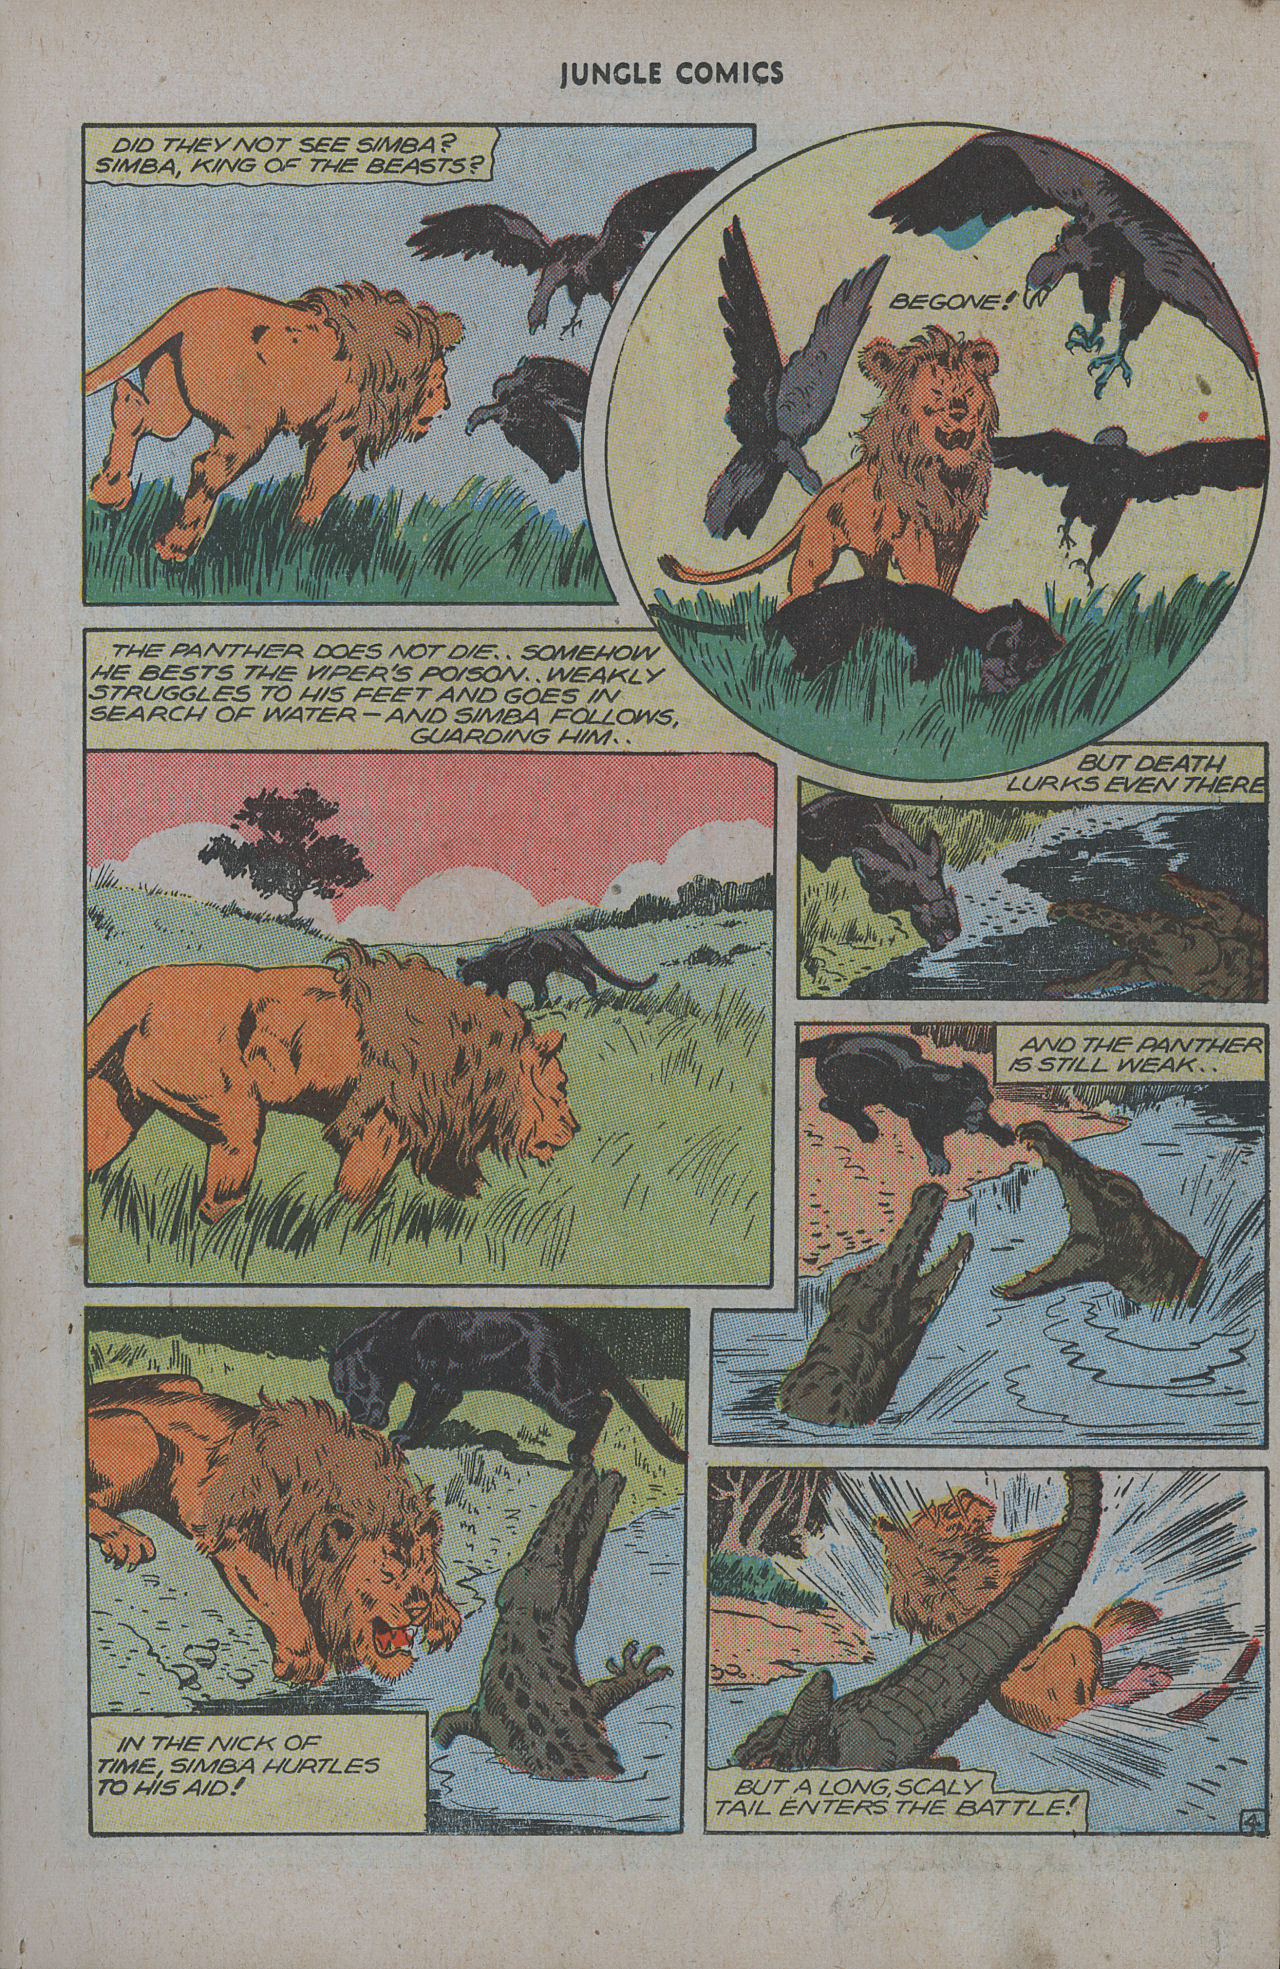 JUNGLE COMICS
DID THEY NOT SEE SIMBA?
SIMBA, KING OF THE BEASTS?
BEGONE!
THE PANTHER DOES NOT DIE.. SOMEHOW
HE BESTS THE VIPER'S POISON.. WEAKLY
STRUGGLES TO HIS FEET AND GOES IN
SEARCH OF WATER — AND SIMBA FOLLOWS,
GUARDING HIM..
BUT DEATH
LURKS EVEN THERE
AND THE PANTHER
IS STILL WEAK..
IN THE NICK OF
TIME, SIMBA HURTLES
TO HIS AID!
BUT A LONG, SCALY
TAIL ENTERS THE BATTLE!
4